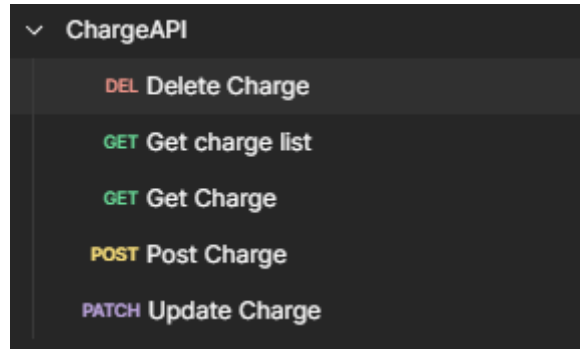 ChargeAPI
DEL Delete Charge
GET Get charge list
GET Get Charge
POST Post Charge
PATCH Update Charge